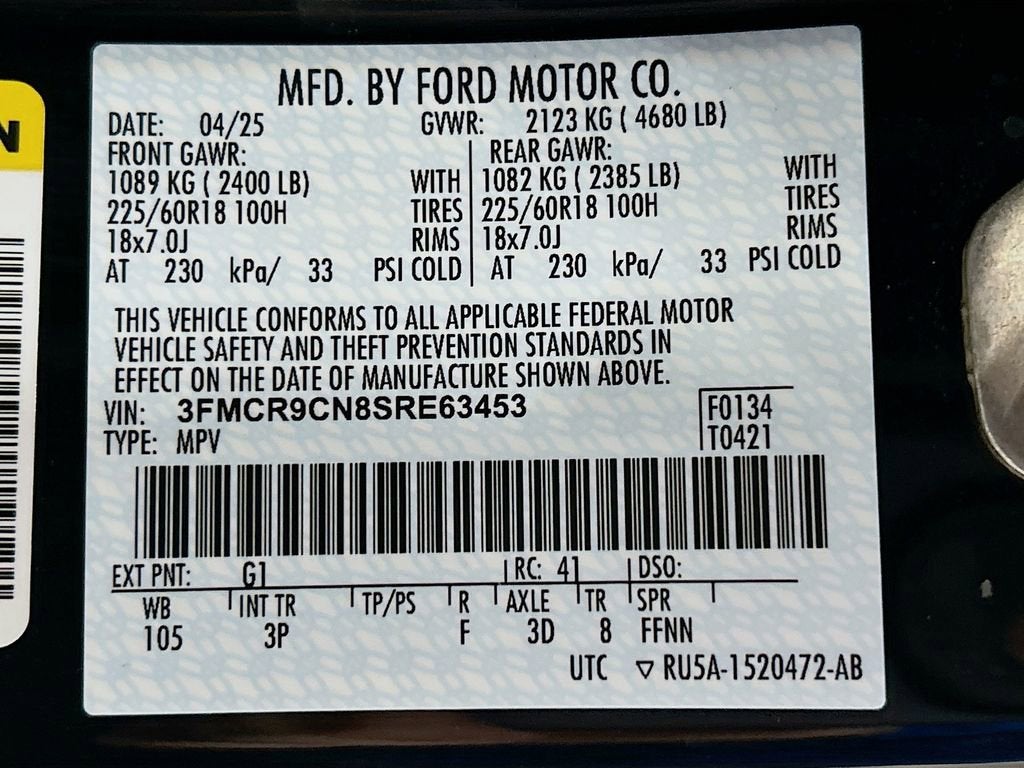 MFD. BY FORD MOTOR CO.
DATE: 04/25 GVWR: 2123 KG ( 4680 LB)
FRONT GAWR: REAR GAWR:
1089 KG ( 2400 LB) WITH 1082 KG ( 2385 LB) WITH
225/60R18 100H TIRES 225/60R18 100H TIRES
18x7.0J RIMS 18x7.0J RIMS
AT 230 kPa/ 33 PSI COLD AT 230 kPa/ 33 PSI COLD
THIS VEHICLE CONFORMS TO ALL APPLICABLE FEDERAL MOTOR
VEHICLE SAFETY AND THEFT PREVENTION STANDARDS IN
EFFECT ON THE DATE OF MANUFACTURE SHOWN ABOVE.
VIN: 3FMCR9CN8SRE63453 F0134
TYPE: MPV T0421
EXT PNT: G1 RC: 41 DSO:
WB INT TR TP/PS R AXLE TR SPR
105 3P F 3D 8 FFNN
UTC ▽ RU5A-1520472-AB
N